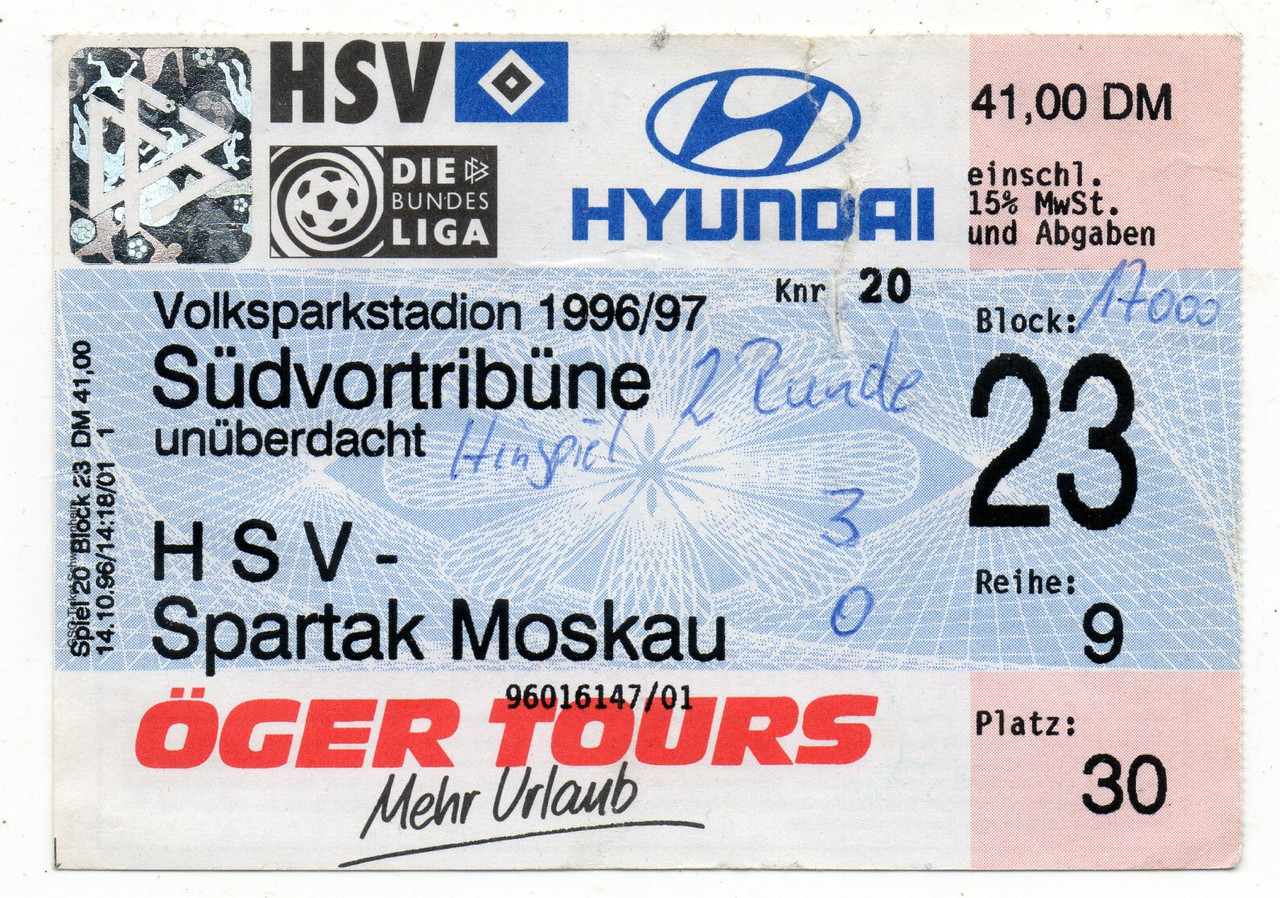 HSV
HYUNDAI
DIE
BUNDES
LIGA
41,00 DM
einschl.
15% MwSt.
und Abgaben
Volksparkstadion 1996/97
Knr 20
Südvortribüne
unüberdacht
2 Runde
Hinspiel
H S V -
Spartak Moskau
3
0
Block:
17000
23
Reihe:
9
Platz:
30
Spiel 20 Block 23 DM 41,00
14.10.96/14:18/01 1
96016147/01
ÖGER TOURS
Mehr Urlaub